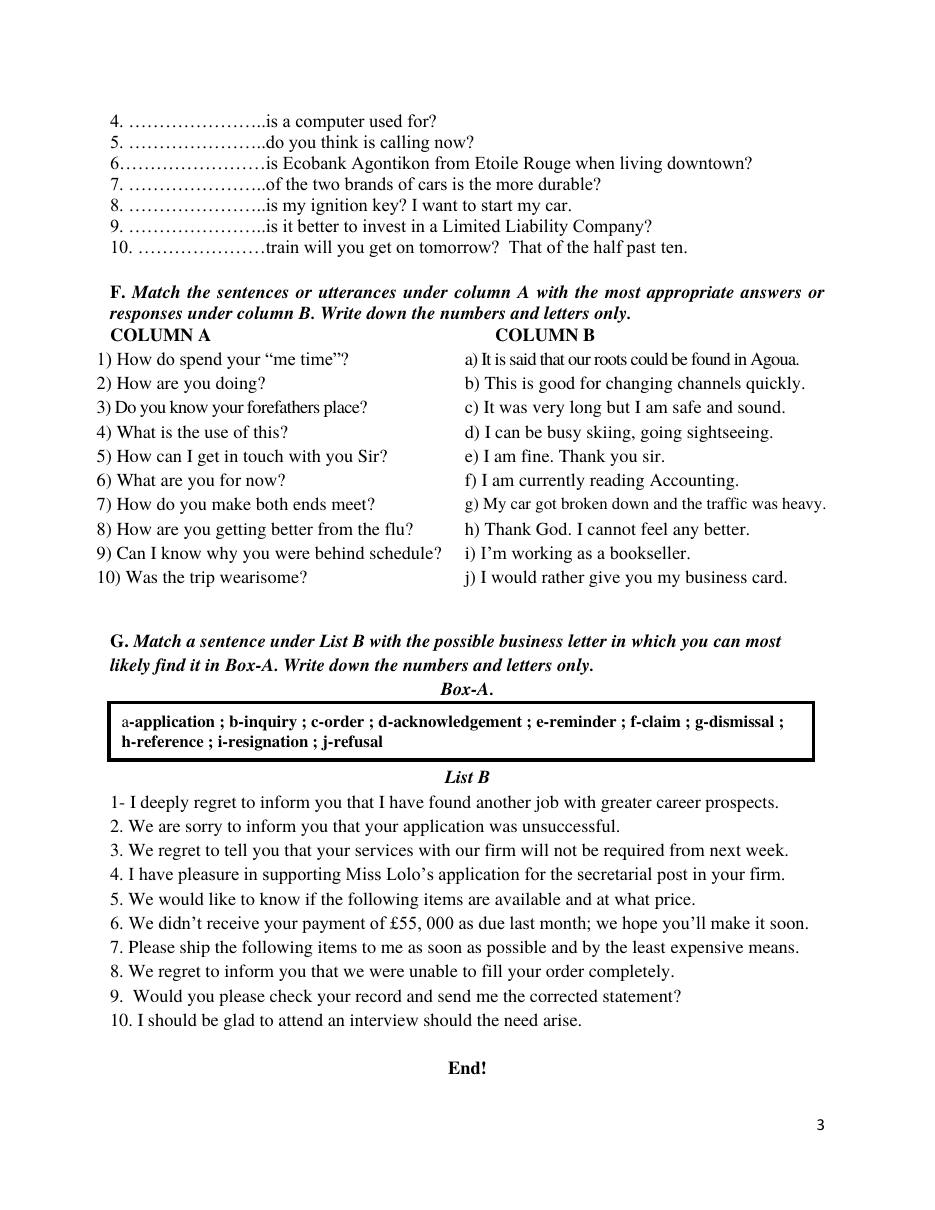 4. …………………..is a computer used for?
5. …………………..do you think is calling now?
6……………………is Ecobank Agontikon from Etoile Rouge when living downtown?
7. …………………..of the two brands of cars is the more durable?
8. …………………..is my ignition key? I want to start my car.
9. …………………..is it better to invest in a Limited Liability Company?
10. …………………train will you get on tomorrow?  That of the half past ten.
F. Match the sentences or utterances under column A with the most appropriate answers or
responses under column B. Write down the numbers and letters only.
COLUMN A COLUMN B
1) How do spend your “me time”? a) It is said that our roots could be found in Agoua.
2) How are you doing? b) This is good for changing channels quickly.
3) Do you know your forefathers place? c) It was very long but I am safe and sound.
4) What is the use of this? d) I can be busy skiing, going sightseeing.
5) How can I get in touch with you Sir? e) I am fine. Thank you sir.
6) What are you for now? f) I am currently reading Accounting.
7) How do you make both ends meet? g) My car got broken down and the traffic was heavy.
8) How are you getting better from the flu? h) Thank God. I cannot feel any better.
9) Can I know why you were behind schedule? i) I’m working as a bookseller.
10) Was the trip wearisome? j) I would rather give you my business card.
G. Match a sentence under List B with the possible business letter in which you can most
likely find it in Box-A. Write down the numbers and letters only.
Box-A.
a-application ; b-inquiry ; c-order ; d-acknowledgement ; e-reminder ; f-claim ; g-dismissal ;
h-reference ; i-resignation ; j-refusal
List B
1- I deeply regret to inform you that I have found another job with greater career prospects.
2. We are sorry to inform you that your application was unsuccessful.
3. We regret to tell you that your services with our firm will not be required from next week.
4. I have pleasure in supporting Miss Lolo’s application for the secretarial post in your firm.
5. We would like to know if the following items are available and at what price.
6. We didn’t receive your payment of £55, 000 as due last month; we hope you’ll make it soon.
7. Please ship the following items to me as soon as possible and by the least expensive means.
8. We regret to inform you that we were unable to fill your order completely.
9.  Would you please check your record and send me the corrected statement?
10. I should be glad to attend an interview should the need arise.
End!
3